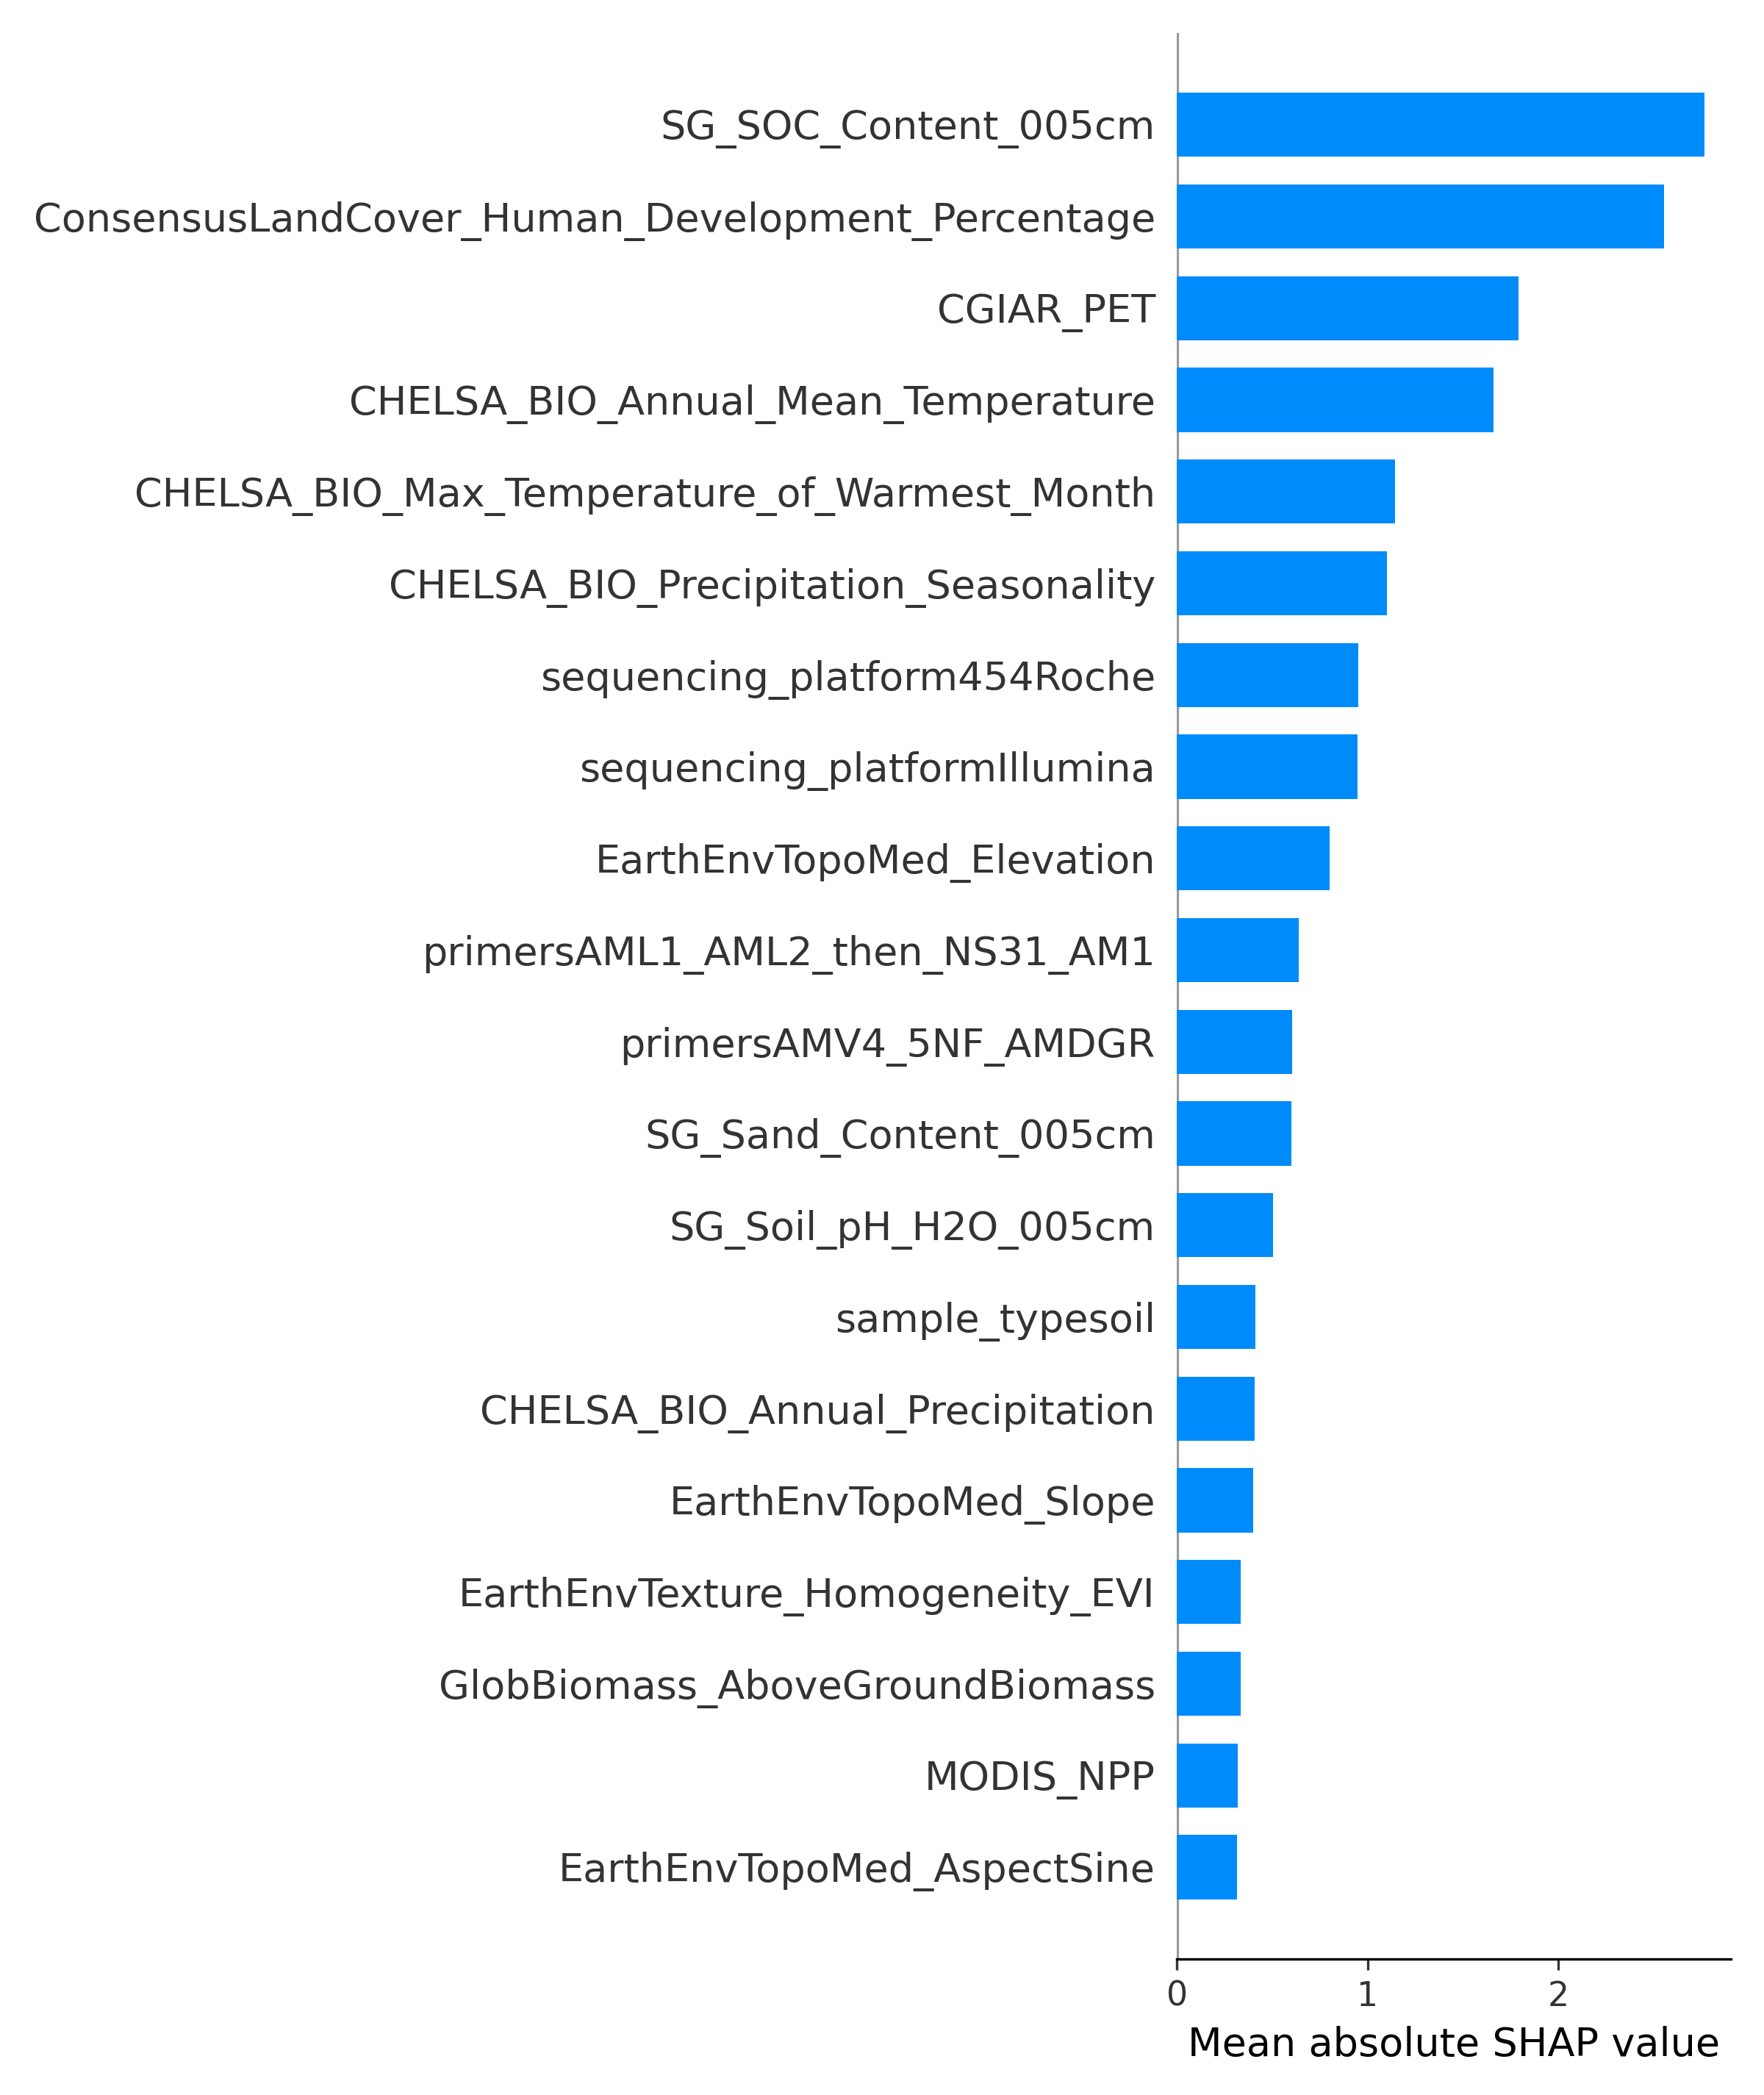 SG_SOC_Content_005cm
ConsensusLandCover_Human_Development_Percentage
CGIAR_PET
CHELSA_BIO_Annual_Mean_Temperature
CHELSA_BIO_Max_Temperature_of_Warmest_Month
CHELSA_BIO_Precipitation_Seasonality
sequencing_platform454Roche
sequencing_platformIllumina
EarthEnvTopoMed_Elevation
primersAML1_AML2_then_NS31_AM1
primersAMV4_5NF_AMDGR
SG_Sand_Content_005cm
SG_Soil_pH_H2O_005cm
sample_typesoil
CHELSA_BIO_Annual_Precipitation
EarthEnvTopoMed_Slope
EarthEnvTexture_Homogeneity_EVI
GlobBiomass_AboveGroundBiomass
MODIS_NPP
EarthEnvTopoMed_AspectSine
0 1 2
Mean absolute SHAP value